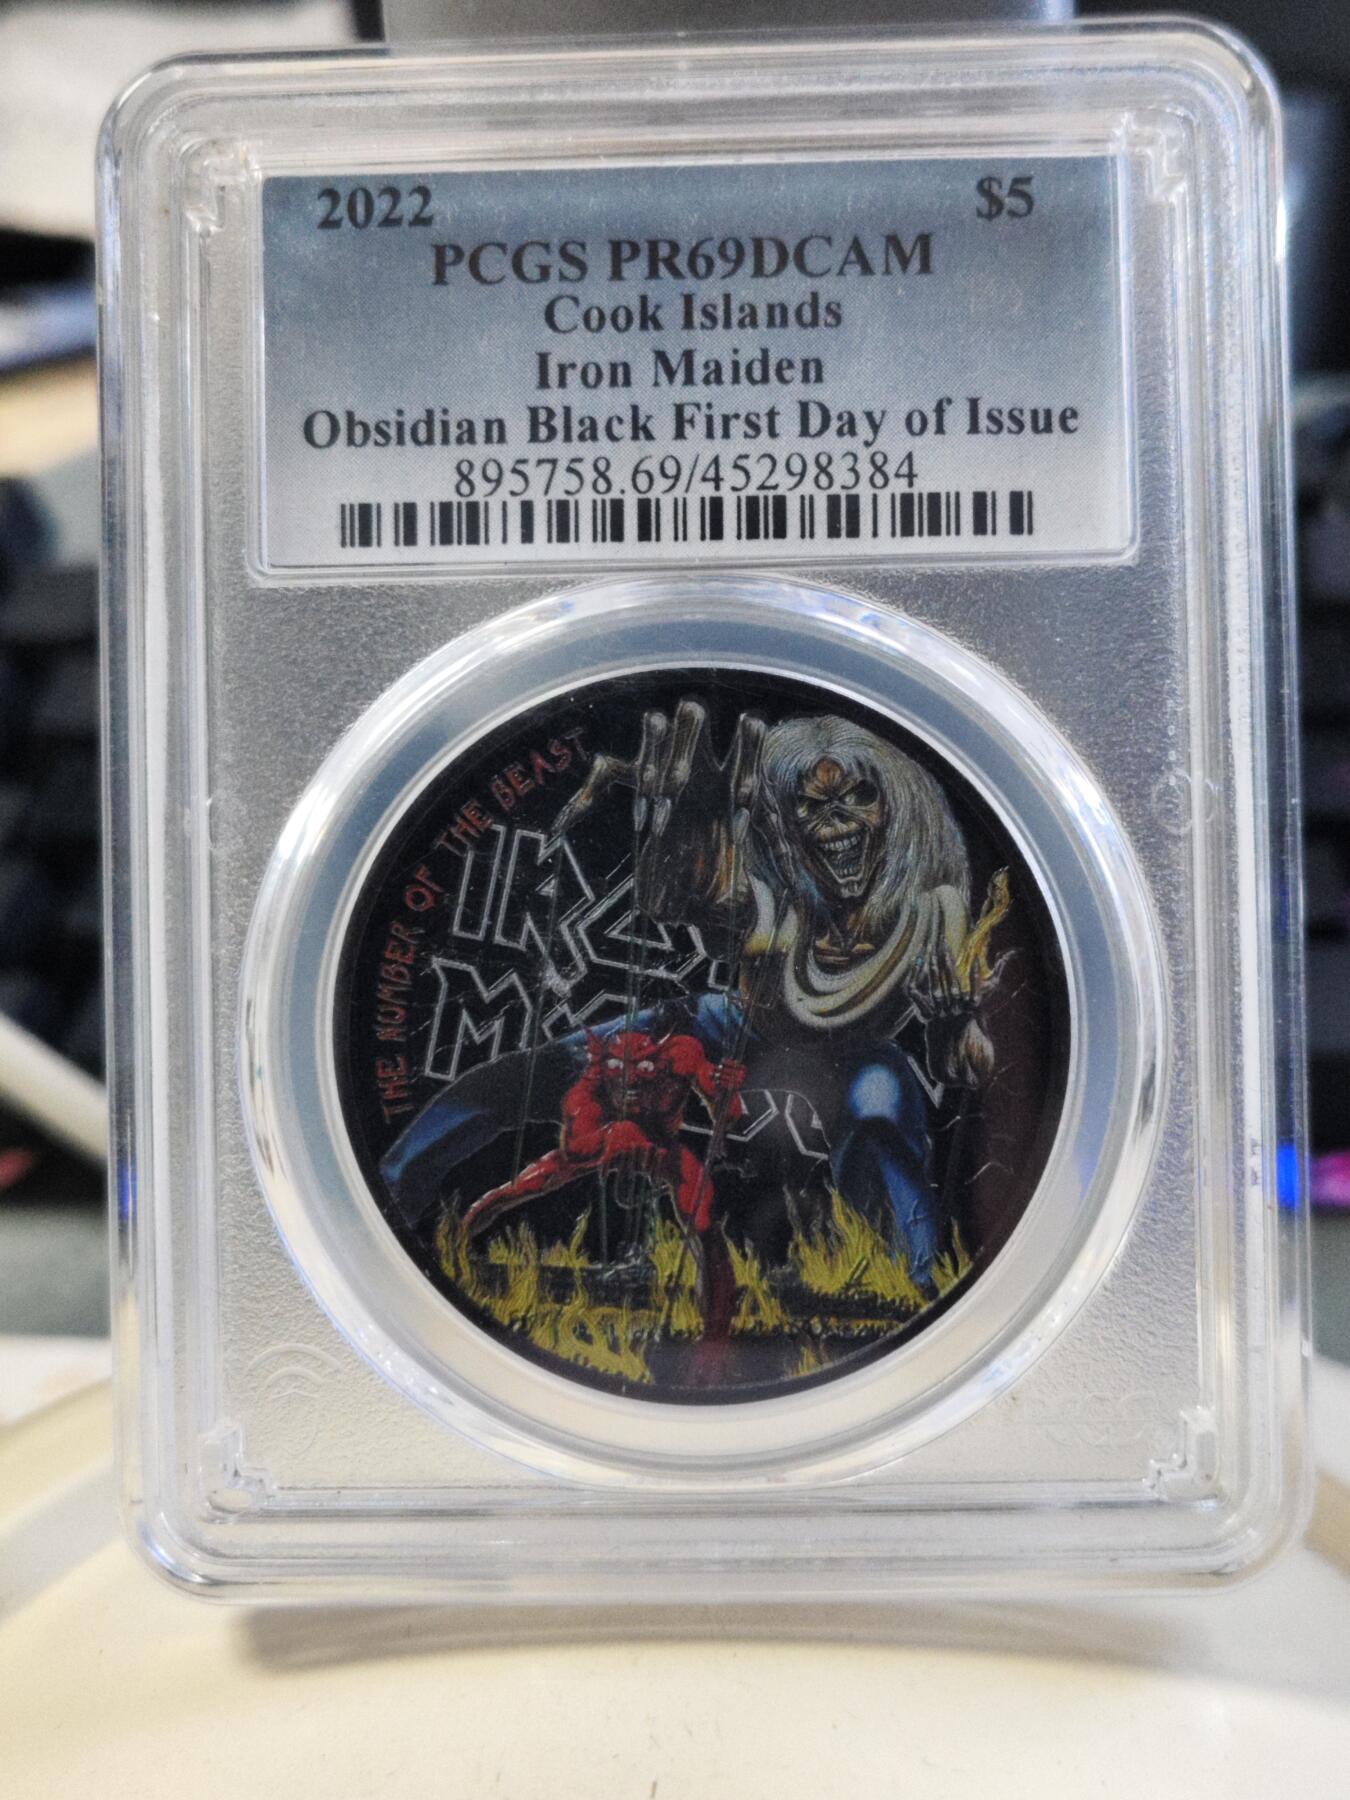 2022 $5
PCGS PR69DCAM
Cook Islands
Iron Maiden
Obsidian Black First Day of Issue
895758.69/45298384
THE NUMBER OF THE BEAST